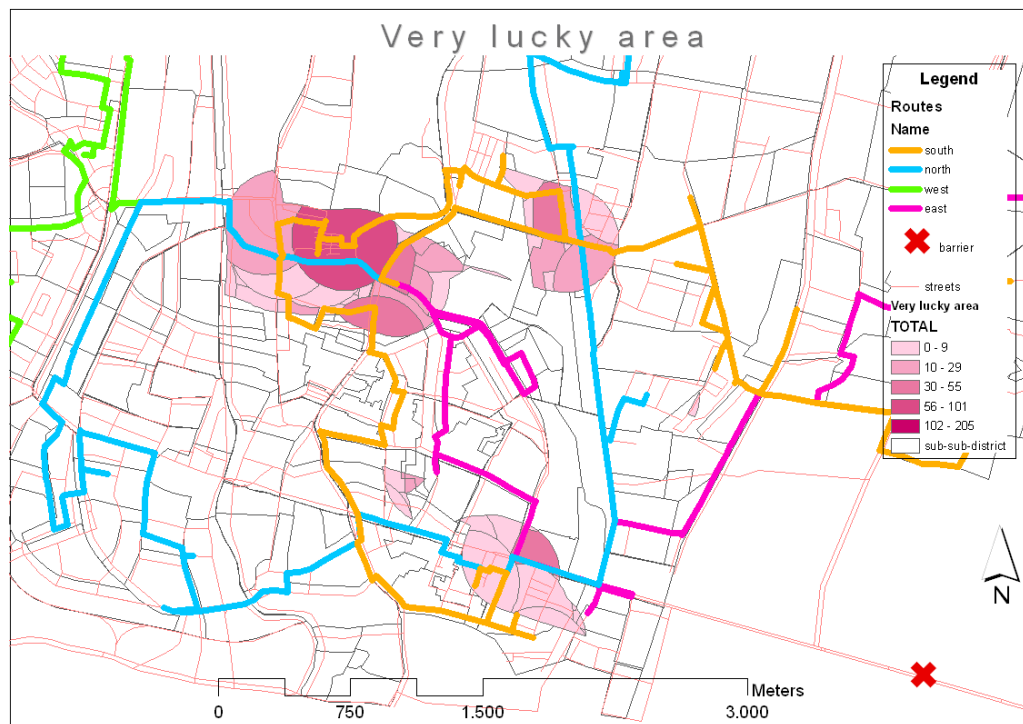 Very lucky area
Legend
Routes
Name
south
north
west
east
barrier
streets
Very lucky area
TOTAL
0 - 9
10 - 29
30 - 55
56 - 101
102 - 205
sub-sub-district
N
Meters
0 750 1.500 3.000